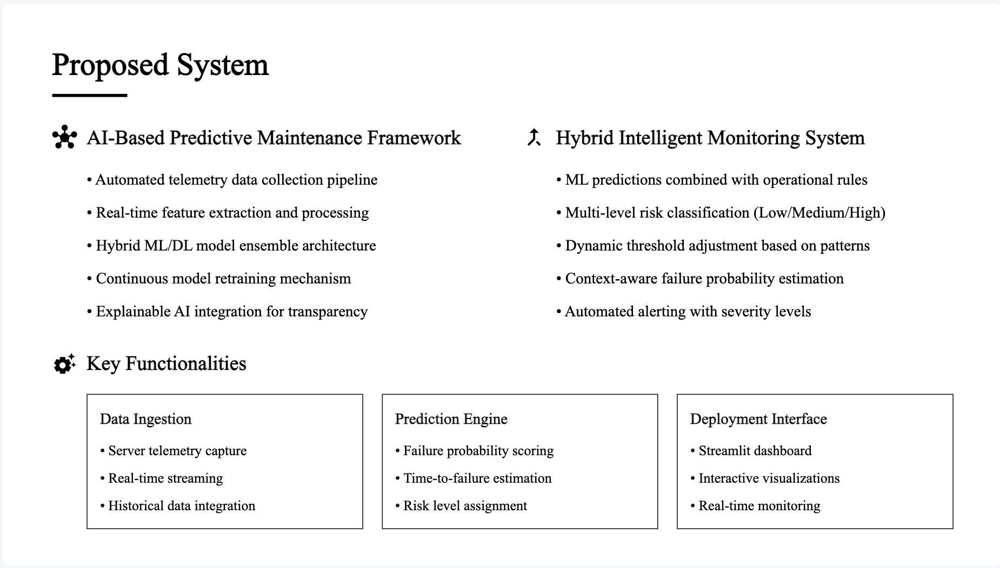 Proposed System
AI-Based Predictive Maintenance Framework
• Automated telemetry data collection pipeline
• Real-time feature extraction and processing
• Hybrid ML/DL model ensemble architecture
• Continuous model retraining mechanism
• Explainable AI integration for transparency
Hybrid Intelligent Monitoring System
• ML predictions combined with operational rules
• Multi-level risk classification (Low/Medium/High)
• Dynamic threshold adjustment based on patterns
• Context-aware failure probability estimation
• Automated alerting with severity levels
Key Functionalities
Data Ingestion
• Server telemetry capture
• Real-time streaming
• Historical data integration
Prediction Engine
• Failure probability scoring
• Time-to-failure estimation
• Risk level assignment
Deployment Interface
• Streamlit dashboard
• Interactive visualizations
• Real-time monitoring